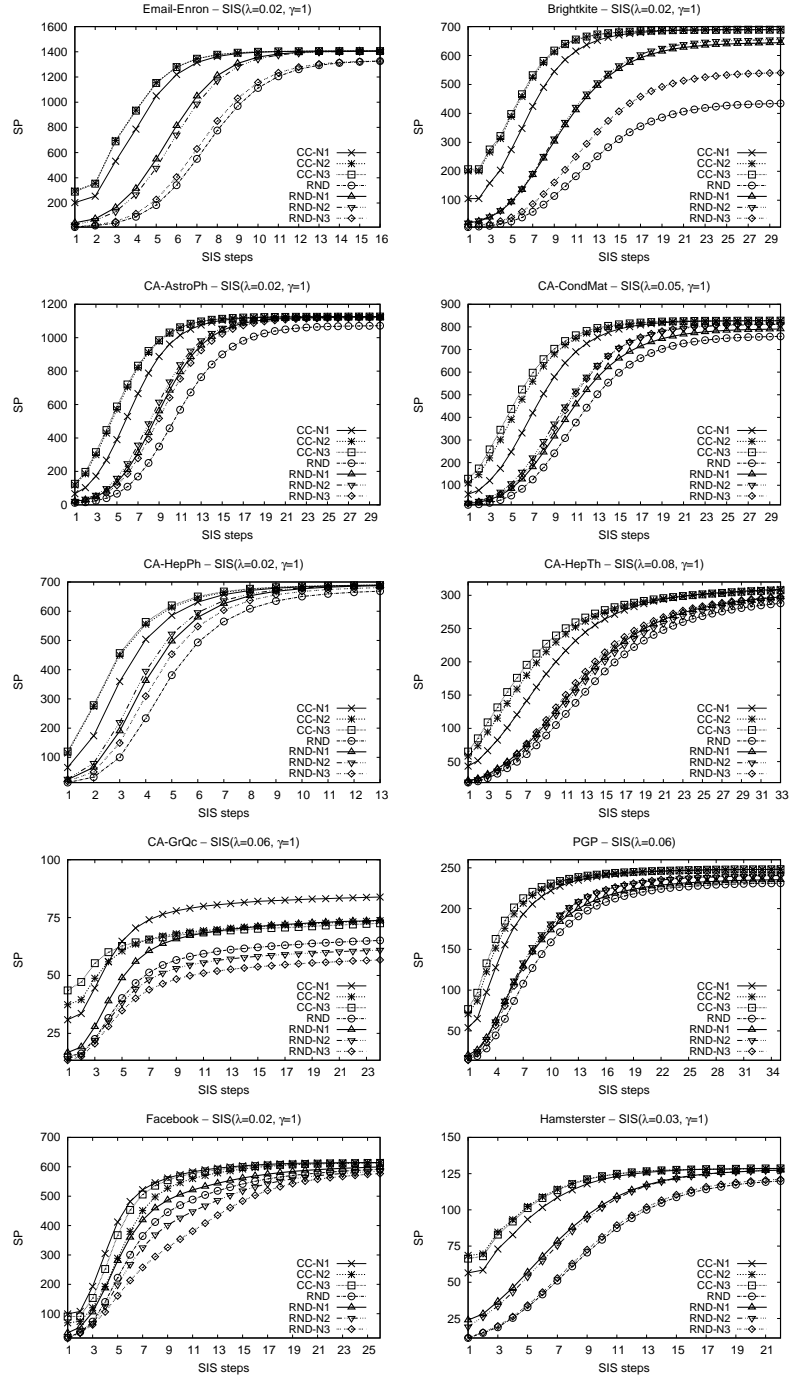 Email-Enron – SIS(λ=0.02, γ=1)
1600
1400
1200
1000
800
600
400
200
SP
1 2 3 4 5 6 7 8 9 10 11 12 13 14 15 16
SIS steps
CC-N1
CC-N2
CC-N3
RND
RND-N1
RND-N2
RND-N3
Brightkite – SIS(λ=0.02, γ=1)
700
600
500
400
300
200
100
SP
1 3 5 7 9 11 13 15 17 19 21 23 25 27 29
SIS steps
CC-N1
CC-N2
CC-N3
RND
RND-N1
RND-N2
RND-N3
CA-AstroPh – SIS(λ=0.02, γ=1)
1200
1000
800
600
400
200
0
SP
1 3 5 7 9 11 13 15 17 19 21 23 25 27 29
SIS steps
CC-N1
CC-N2
CC-N3
RND
RND-N1
RND-N2
RND-N3
CA-CondMat – SIS(λ=0.05, γ=1)
900
800
700
600
500
400
300
200
100
SP
1 3 5 7 9 11 13 15 17 19 21 23 25 27 29
SIS steps
CC-N1
CC-N2
CC-N3
RND
RND-N1
RND-N2
RND-N3
CA-HepPh – SIS(λ=0.02, γ=1)
700
600
500
400
300
200
100
SP
1 2 3 4 5 6 7 8 9 10 11 12 13
SIS steps
CC-N1
CC-N2
CC-N3
RND
RND-N1
RND-N2
RND-N3
CA-HepTh – SIS(λ=0.08, γ=1)
300
250
200
150
100
50
SP
1 3 5 7 9 11 13 15 17 19 21 23 25 27 29 31 33
SIS steps
CC-N1
CC-N2
CC-N3
RND
RND-N1
RND-N2
RND-N3
CA-GrQc – SIS(λ=0.06, γ=1)
100
75
50
25
SP
1 3 5 7 9 11 13 15 17 19 21 23
SIS steps
CC-N1
CC-N2
CC-N3
RND
RND-N1
RND-N2
RND-N3
PGP – SIS(λ=0.06)
250
200
150
100
50
SP
1 4 7 10 13 16 19 22 25 28 31 34
SIS steps
CC-N1
CC-N2
CC-N3
RND
RND-N1
RND-N2
RND-N3
Facebook – SIS(λ=0.02, γ=1)
700
600
500
400
300
200
100
SP
1 3 5 7 9 11 13 15 17 19 21 23 25
SIS steps
CC-N1
CC-N2
CC-N3
RND
RND-N1
RND-N2
RND-N3
Hamsterster – SIS(λ=0.03, γ=1)
150
125
100
75
50
25
SP
1 3 5 7 9 11 13 15 17 19 21
SIS steps
CC-N1
CC-N2
CC-N3
RND
RND-N1
RND-N2
RND-N3